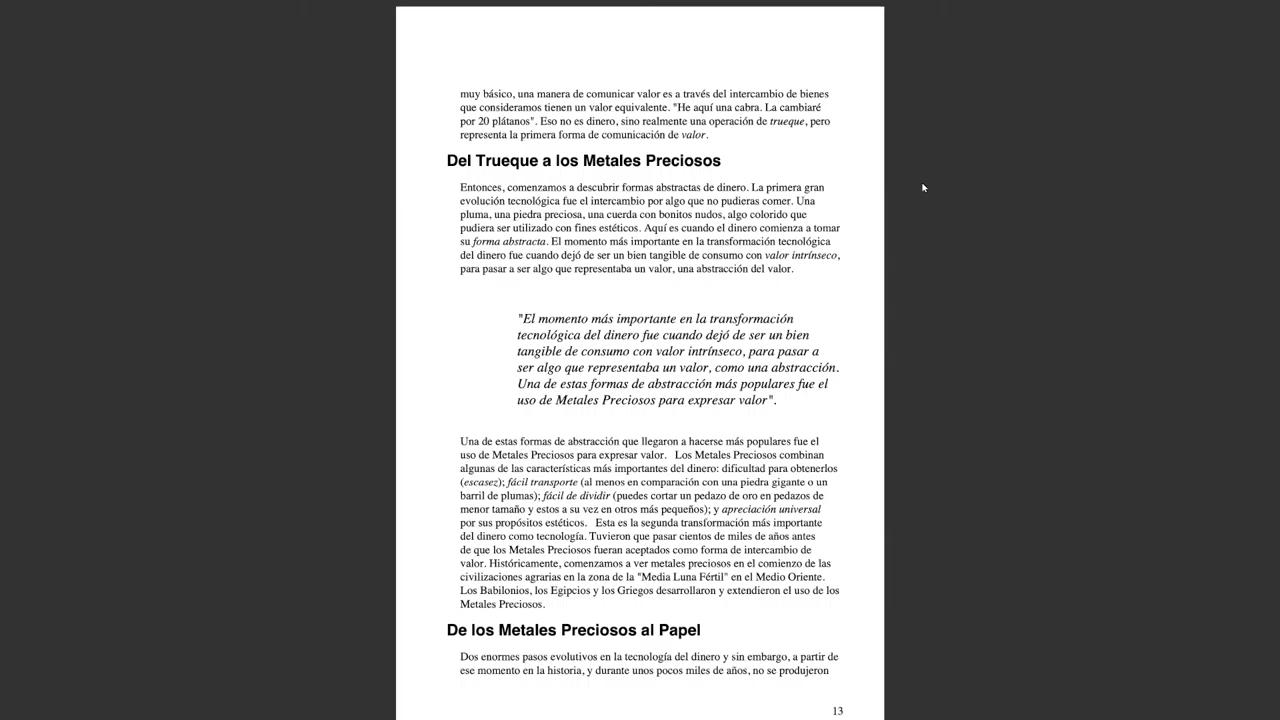 muy básico, una manera de comunicar valor es a través del intercambio de bienes
que consideramos tienen un valor equivalente. "He aquí una cabra. La cambiaré
por 20 plátanos". Eso no es dinero, sino realmente una operación de trueque, pero
representa la primera forma de comunicación de valor.
Del Trueque a los Metales Preciosos
Entonces, comenzamos a descubrir formas abstractas de dinero. La primera gran
evolución tecnológica fue el intercambio por algo que no pudieras comer. Una
pluma, una piedra preciosa, una cuerda con bonitos nudos, algo colorido que
pudiera ser utilizado con fines estéticos. Aquí es cuando el dinero comienza a tomar
su forma abstracta. El momento más importante en la transformación tecnológica
del dinero fue cuando dejó de ser un bien tangible de consumo con valor intrínseco,
para pasar a ser algo que representaba un valor, una abstracción del valor.
"El momento más importante en la transformación
tecnológica del dinero fue cuando dejó de ser un bien
tangible de consumo con valor intrínseco, para pasar a
ser algo que representaba un valor, como una abstracción.
Una de estas formas de abstracción más populares fue el
uso de Metales Preciosos para expresar valor".
Una de estas formas de abstracción que llegaron a hacerse más populares fue el
uso de Metales Preciosos para expresar valor. Los Metales Preciosos combinan
algunas de las características más importantes del dinero: dificultad para obtenerlos
(escasez); fácil transporte (al menos en comparación con una piedra gigante o un
barril de plumas); fácil de dividir (puedes cortar un pedazo de oro en pedazos de
menor tamaño y estos a su vez en otros más pequeños); y apreciación universal
por sus propósitos estéticos. Esta es la segunda transformación más importante
del dinero como tecnología. Tuvieron que pasar cientos de miles de años antes
de que los Metales Preciosos fueran aceptados como forma de intercambio de
valor. Históricamente, comenzamos a ver metales preciosos en el comienzo de las
civilizaciones agrarias en la zona de la "Media Luna Fértil" en el Medio Oriente.
Los Babilonios, los Egipcios y los Griegos desarrollaron y extendieron el uso de los
Metales Preciosos.
De los Metales Preciosos al Papel
Dos enormes pasos evolutivos en la tecnología del dinero y sin embargo, a partir de
ese momento en la historia, y durante unos pocos miles de años, no se produjeron
13